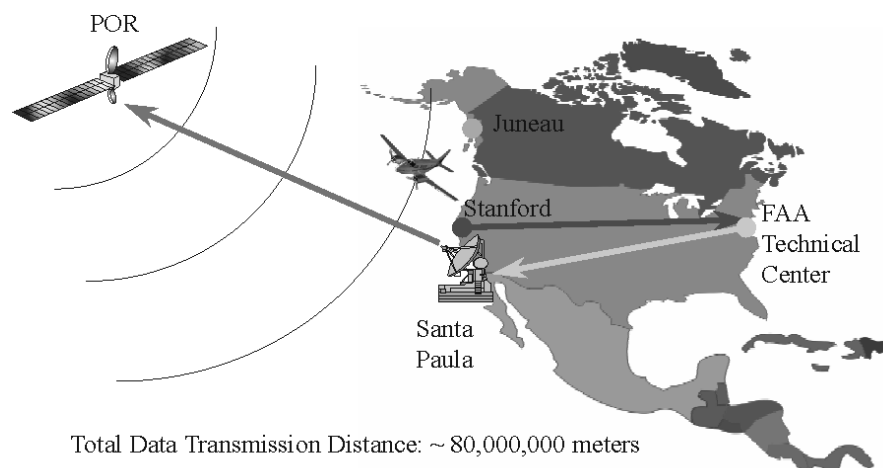 POR
Juneau
Stanford
FAA
Technical
Center
Santa
Paula
Total Data Transmission Distance: ~ 80,000,000 meters